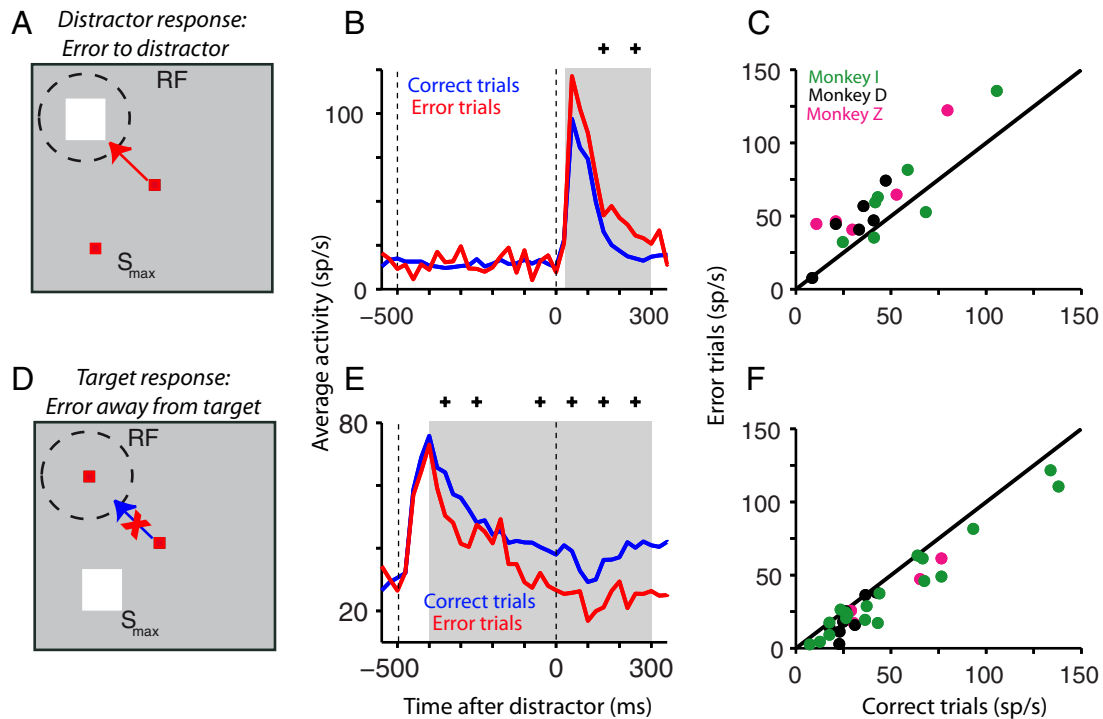 A
Distractor response:
Error to distractor
RF
S max
B
Correct trials
Error trials
100
0
−500
0
300
Average activity (sp/s)
C
Monkey I
Monkey D
Monkey Z
150
100
50
0
0
50
100
150
Error trials (sp/s)
D
Target response:
Error away from target
RF
S max
E
80
20
Correct trials
Error trials
−500
0
300
Time after distractor (ms)
F
150
100
50
0
0
50
100
150
Correct trials (sp/s)